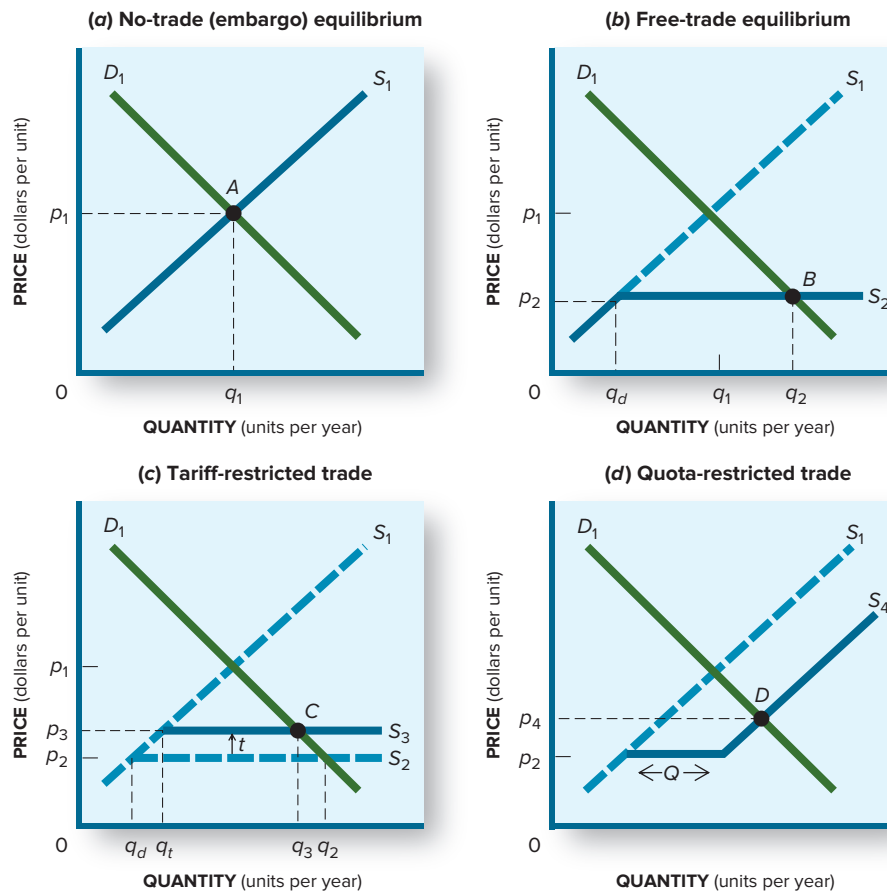 (a) No-trade (embargo) equilibrium
D1
S1
A
p1
PRICE (dollars per unit)
0
q1
QUANTITY (units per year)
(b) Free-trade equilibrium
D1
S1
p1
B
p2
S2
PRICE (dollars per unit)
0
qd
q1
q2
QUANTITY (units per year)
(c) Tariff-restricted trade
D1
S1
p1
C
p3
S3
t
p2
S2
PRICE (dollars per unit)
0
qd
qt
q3
q2
QUANTITY (units per year)
(d) Quota-restricted trade
D1
S1
S4
D
p4
p2
Q
PRICE (dollars per unit)
0
QUANTITY (units per year)